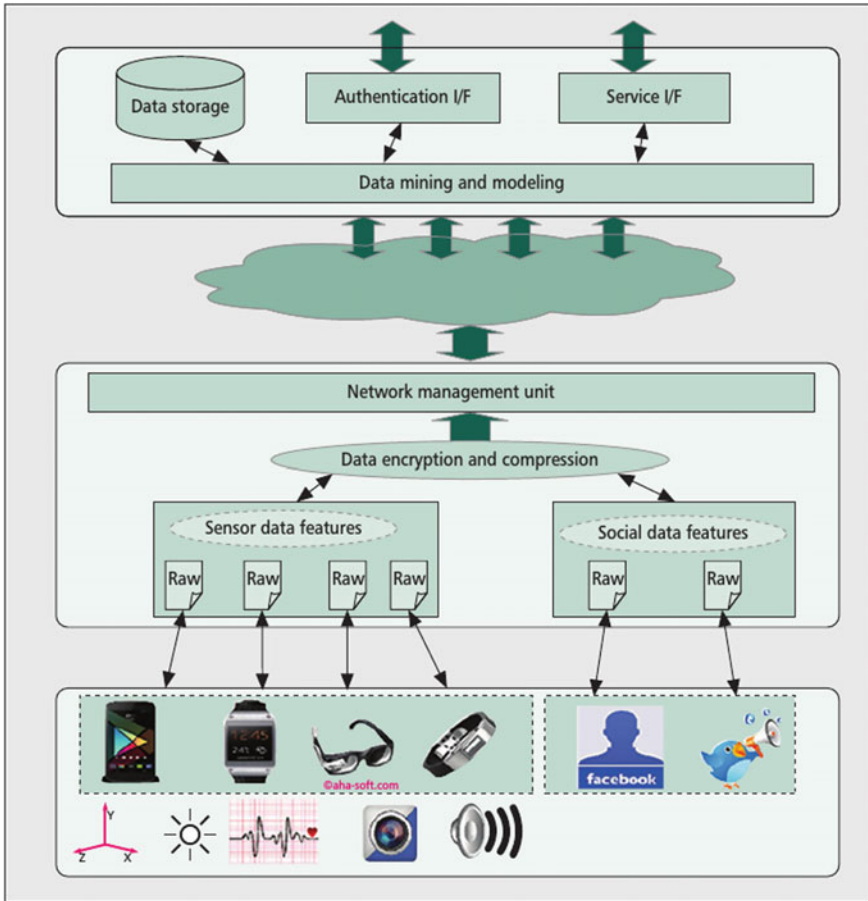 Data storage
Authentication I/F
Service I/F
Data mining and modeling
Network management unit
Data encryption and compression
Sensor data features
Social data features
Raw
Raw
Raw
Raw
Raw
Raw
12:45
©aha-soft.com
facebook
Y
Z
X